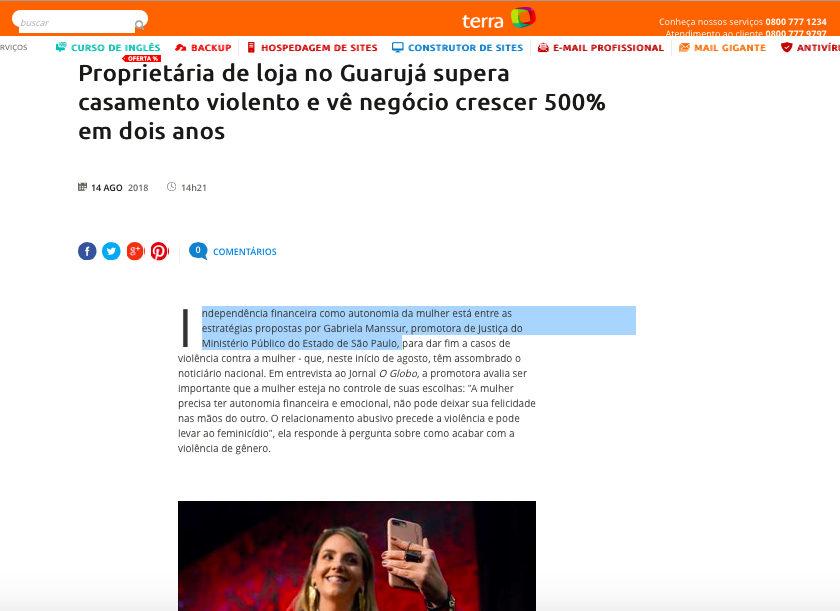 buscar
terra
Conheça nossos serviços 0800 777 1234
Atendimento ao cliente 0800 777 9797
RVIÇOS
CURSO DE INGLÊS
OFERTA %
BACKUP
HOSPEDAGEM DE SITES
CONSTRUTOR DE SITES
E-MAIL PROFISSIONAL
MAIL GIGANTE
ANTIVÍRU
Proprietária de loja no Guarujá supera
casamento violento e vê negócio crescer 500%
em dois anos
14 AGO 2018 14h21
f g+ 0 COMENTÁRIOS
Independência financeira como autonomia da mulher está entre as
estratégias propostas por Gabriela Manssur, promotora de Justiça do
Ministério Público do Estado de São Paulo, para dar fim a casos de
violência contra a mulher - que, neste início de agosto, têm assombrado o
noticiário nacional. Em entrevista ao Jornal O Globo, a promotora avalia ser
importante que a mulher esteja no controle de suas escolhas: "A mulher
precisa ter autonomia financeira e emocional, não pode deixar sua felicidade
nas mãos do outro. O relacionamento abusivo precede a violência e pode
levar ao feminicídio", ela responde à pergunta sobre como acabar com a
violência de gênero.